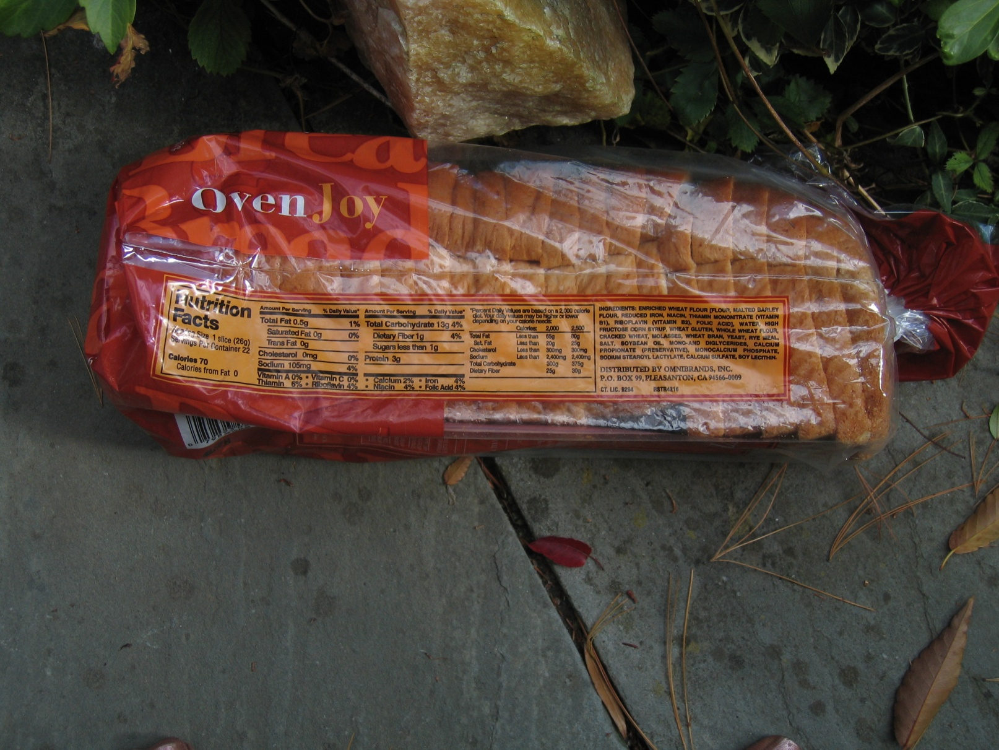 Oven Joy
Nutrition
Facts
Size 1 slice (26g)
Servings Per Container 22
Calories 70
Calories from Fat 0
Amount Per Serving % Daily Value*
Total Fat 0.5g 1%
Saturated Fat 0g 0%
Trans Fat 0g
Cholesterol 0mg 0%
Sodium 105mg 4%
Amount Per Serving % Daily Value*
Total Carbohydrate 13g 4%
Dietary Fiber 1g 4%
Sugars less than 1g
Protein 3g
Vitamin A 0% • Vitamin C 0% • Calcium 2% • Iron 4%
Thiamin 6% • Riboflavin 4% • Niacin 4% • Folic Acid 4%
*Percent Daily Values are based on a 2,000 calorie
diet. Your daily values may be higher or lower
depending on your calorie needs:
Calories: 2,000 2,500
Total Fat Less than 65g 80g
Sat. Fat Less than 20g 25g
Cholesterol Less than 300mg 300mg
Sodium Less than 2,400mg 2,400mg
Total Carbohydrate 300g 375g
Dietary Fiber 25g 30g
INGREDIENTS: ENRICHED WHEAT FLOUR [FLOUR, MALTED BARLEY
FLOUR, REDUCED IRON, NIACIN, THIAMIN MONONITRATE (VITAMIN
B1), RIBOFLAVIN (VITAMIN B2), FOLIC ACID], WATER, HIGH
FRUCTOSE CORN SYRUP, WHEAT GLUTEN, WHOLE WHEAT FLOUR,
CRACKED WHEAT, MOLASSES, WHEAT BRAN, YEAST, RYE MEAL,
SALT, SOYBEAN OIL, MONO-AND DIGLYCERIDES, CALCIUM
PROPIONATE (PRESERVATIVE), MONOCALCIUM PHOSPHATE,
SODIUM STEAROYL LACTYLATE, CALCIUM SULFATE, SOY LECITHIN.
DISTRIBUTED BY OMNIBRANDS, INC.
P.O. BOX 99, PLEASANTON, CA 94566-0009
CT. LIC. 9294 RSTR4216